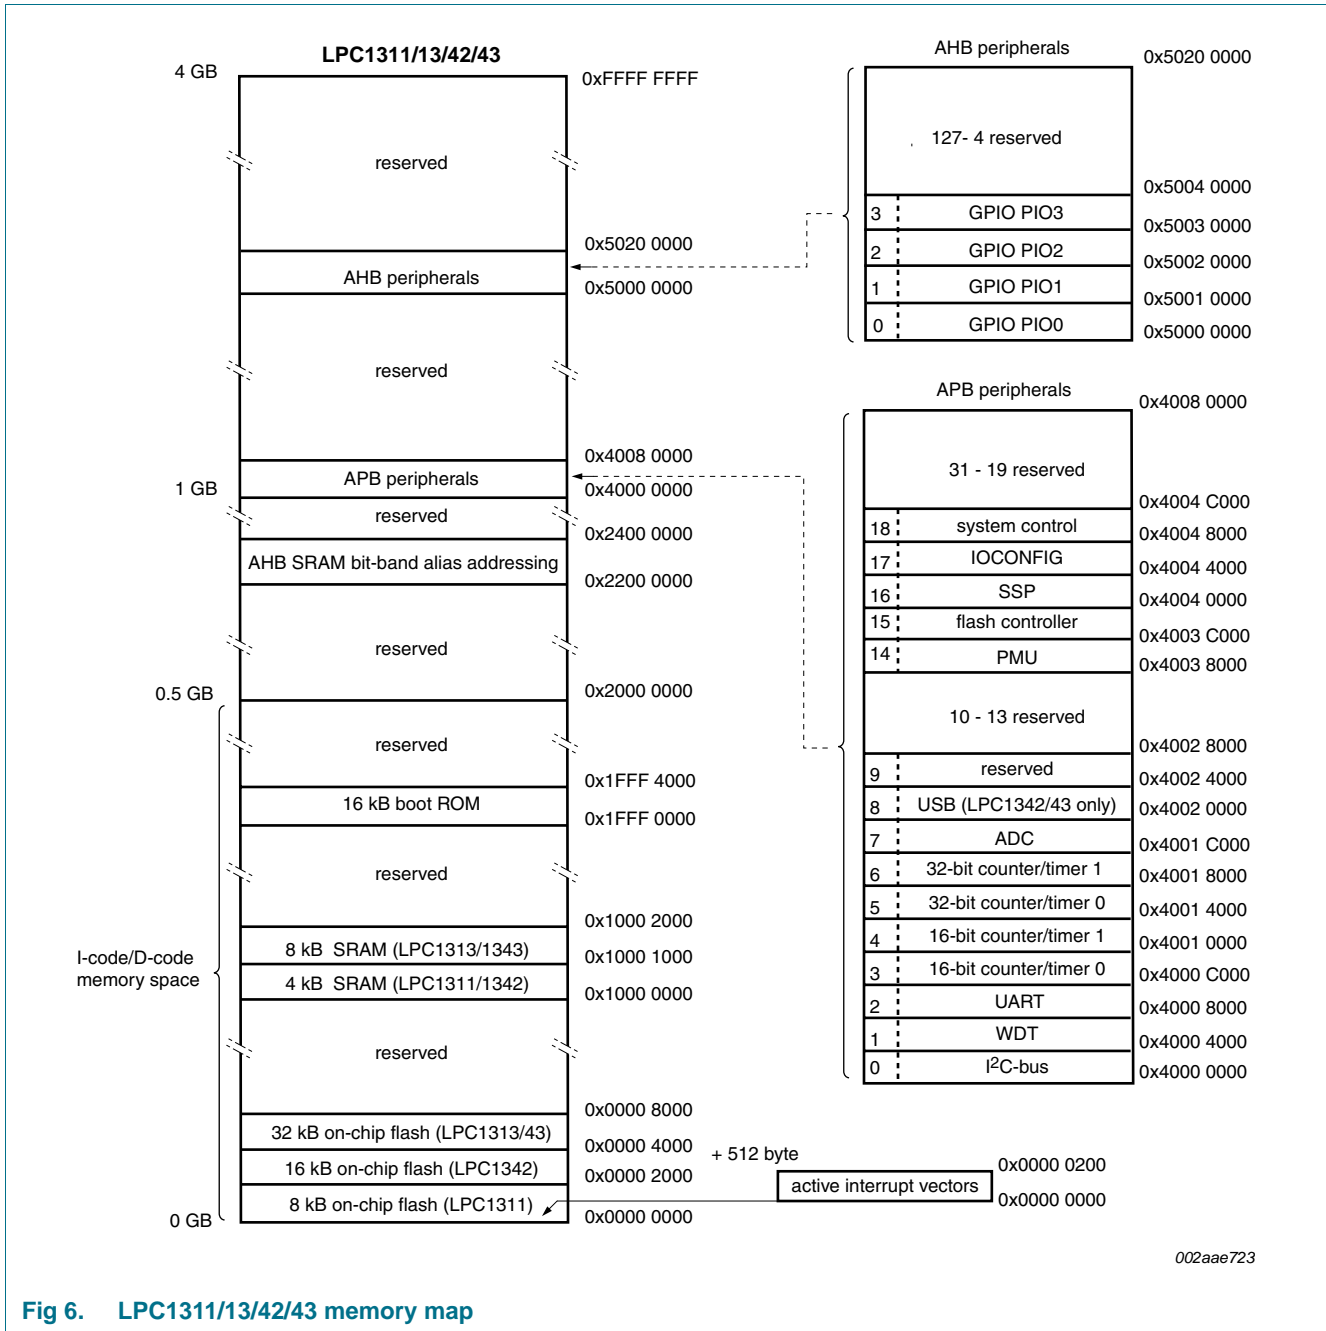 LPC1311/13/42/43
4 GB
0xFFFF FFFF
reserved
0x5020 0000
AHB peripherals
0x5000 0000
reserved
0x4008 0000
APB peripherals
1 GB
0x4000 0000
reserved
0x2400 0000
AHB SRAM bit-band alias addressing
0x2200 0000
reserved
0.5 GB
0x2000 0000
reserved
0x1FFF 4000
16 kB boot ROM
0x1FFF 0000
reserved
0x1000 2000
I-code/D-code
memory space
8 kB SRAM (LPC1313/1343)
0x1000 1000
4 kB SRAM (LPC1311/1342)
0x1000 0000
reserved
0x0000 8000
32 kB on-chip flash (LPC1313/43)
0x0000 4000
16 kB on-chip flash (LPC1342)
0x0000 2000
8 kB on-chip flash (LPC1311)
0 GB
0x0000 0000
+ 512 byte
active interrupt vectors
0x0000 0200
0x0000 0000
AHB peripherals
0x5020 0000
127- 4 reserved
0x5004 0000
3 GPIO PIO3
0x5003 0000
2 GPIO PIO2
0x5002 0000
1 GPIO PIO1
0x5001 0000
0 GPIO PIO0
0x5000 0000
APB peripherals
0x4008 0000
31 - 19 reserved
0x4004 C000
18 system control
0x4004 8000
17 IOCONFIG
0x4004 4000
16 SSP
0x4004 0000
15 flash controller
0x4003 C000
14 PMU
0x4003 8000
10 - 13 reserved
0x4002 8000
9 reserved
0x4002 4000
8 USB (LPC1342/43 only)
0x4002 0000
7 ADC
0x4001 C000
6 32-bit counter/timer 1
0x4001 8000
5 32-bit counter/timer 0
0x4001 4000
4 16-bit counter/timer 1
0x4001 0000
3 16-bit counter/timer 0
0x4000 C000
2 UART
0x4000 8000
1 WDT
0x4000 4000
0 I2C-bus
0x4000 0000
002aae723
Fig 6. LPC1311/13/42/43 memory map